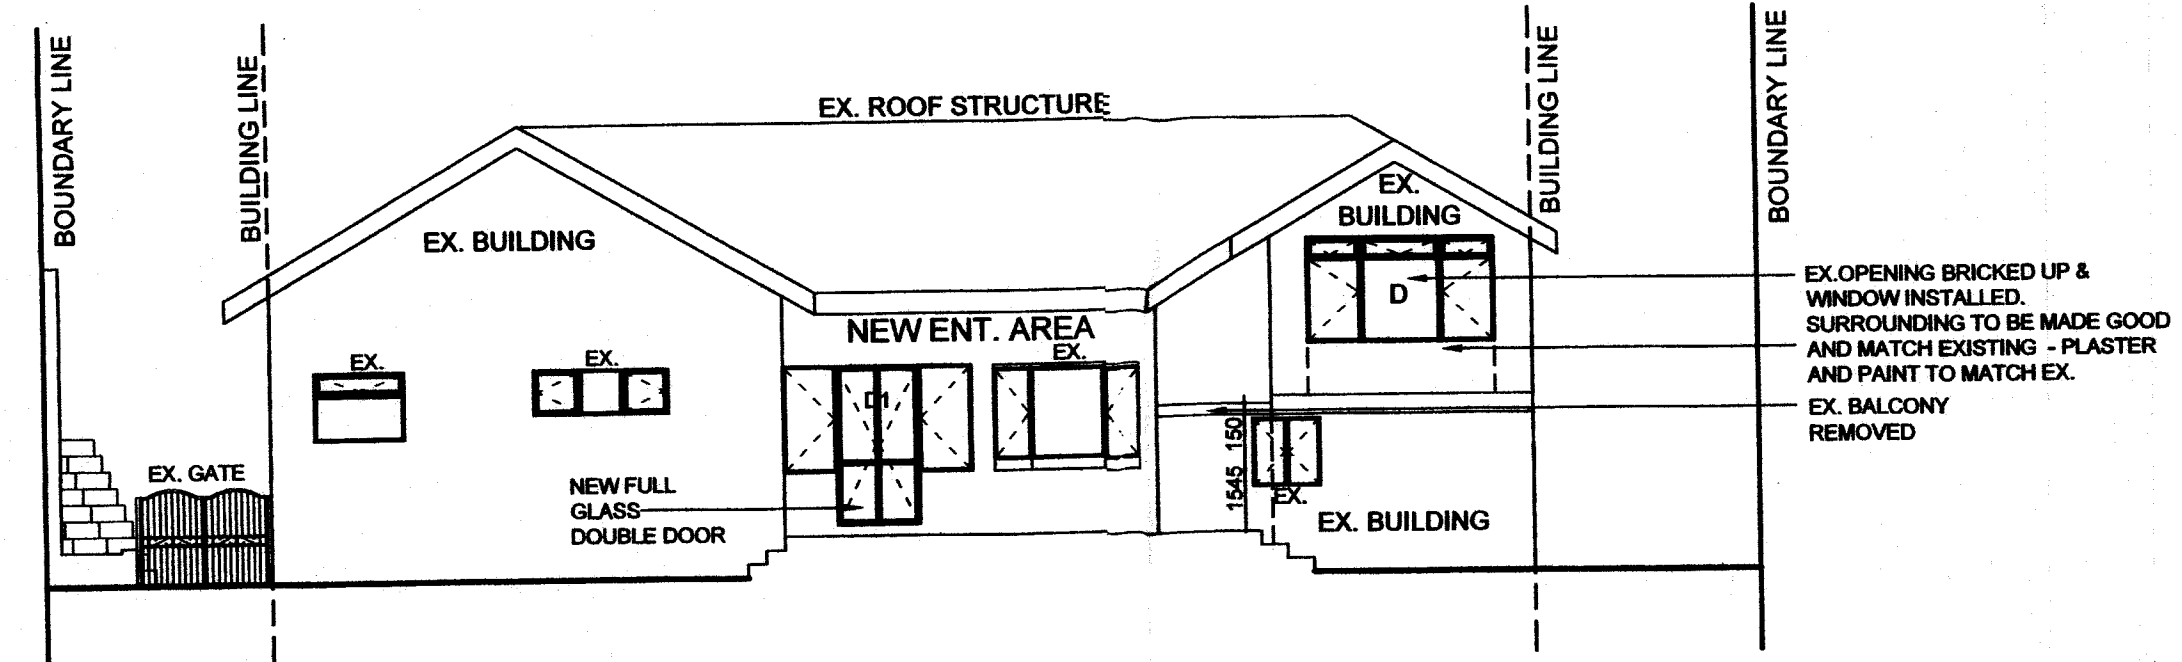 BOUNDARY LINE
BUILDING LINE
EX. ROOF STRUCTURE
BUILDING LINE
BOUNDARY LINE
EX. BUILDING
EX.
BUILDING
D
EX.OPENING BRICKED UP &
WINDOW INSTALLED.
SURROUNDING TO BE MADE GOOD
AND MATCH EXISTING - PLASTER
AND PAINT TO MATCH EX.
EX. BALCONY
REMOVED
NEW ENT. AREA
EX.
EX.
EX.
D1
EX. GATE
NEW FULL
GLASS
DOUBLE DOOR
1545 150
EX.
EX. BUILDING